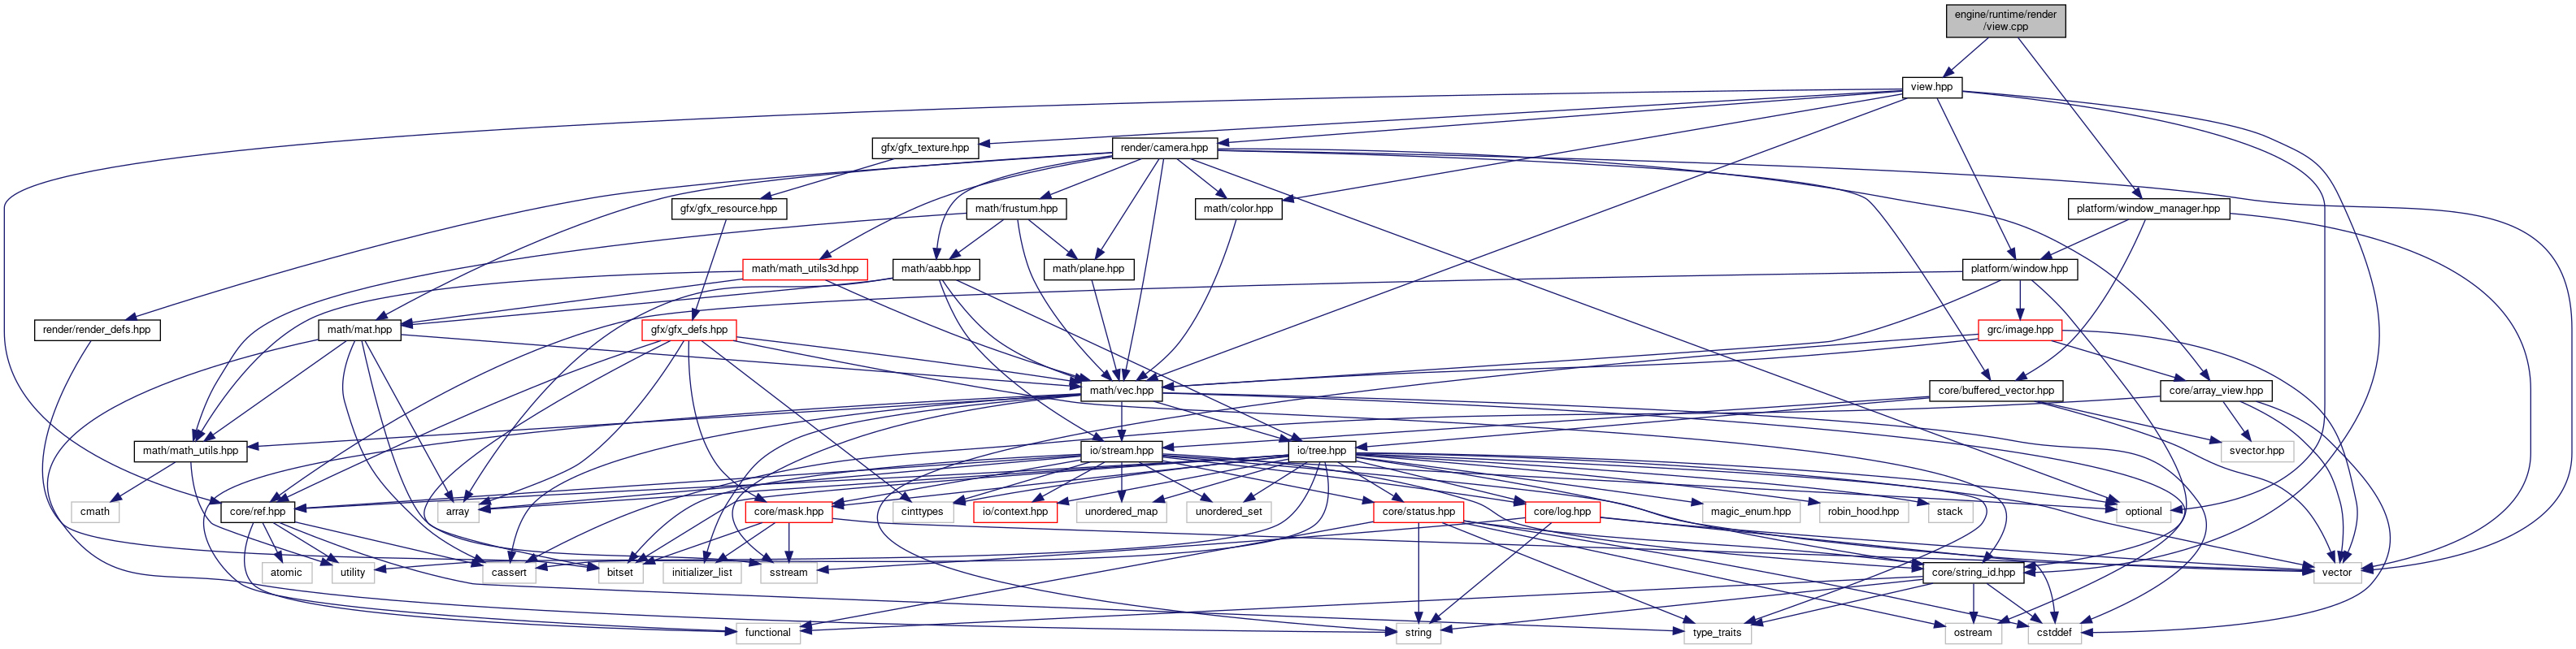 engine/runtime/render
/view.cpp
view.hpp
gfx/gfx_texture.hpp
render/camera.hpp
gfx/gfx_resource.hpp
math/frustum.hpp
math/color.hpp
platform/window_manager.hpp
math/math_utils3d.hpp
math/aabb.hpp
math/plane.hpp
platform/window.hpp
render/render_defs.hpp
math/mat.hpp
gfx/gfx_defs.hpp
grc/image.hpp
math/vec.hpp
core/buffered_vector.hpp
core/array_view.hpp
math/math_utils.hpp
io/stream.hpp
io/tree.hpp
svector.hpp
cmath
core/ref.hpp
array
core/mask.hpp
cinttypes
io/context.hpp
unordered_map
unordered_set
core/status.hpp
core/log.hpp
magic_enum.hpp
robin_hood.hpp
stack
optional
atomic
utility
cassert
bitset
initializer_list
sstream
core/string_id.hpp
vector
functional
string
type_traits
ostream
cstddef